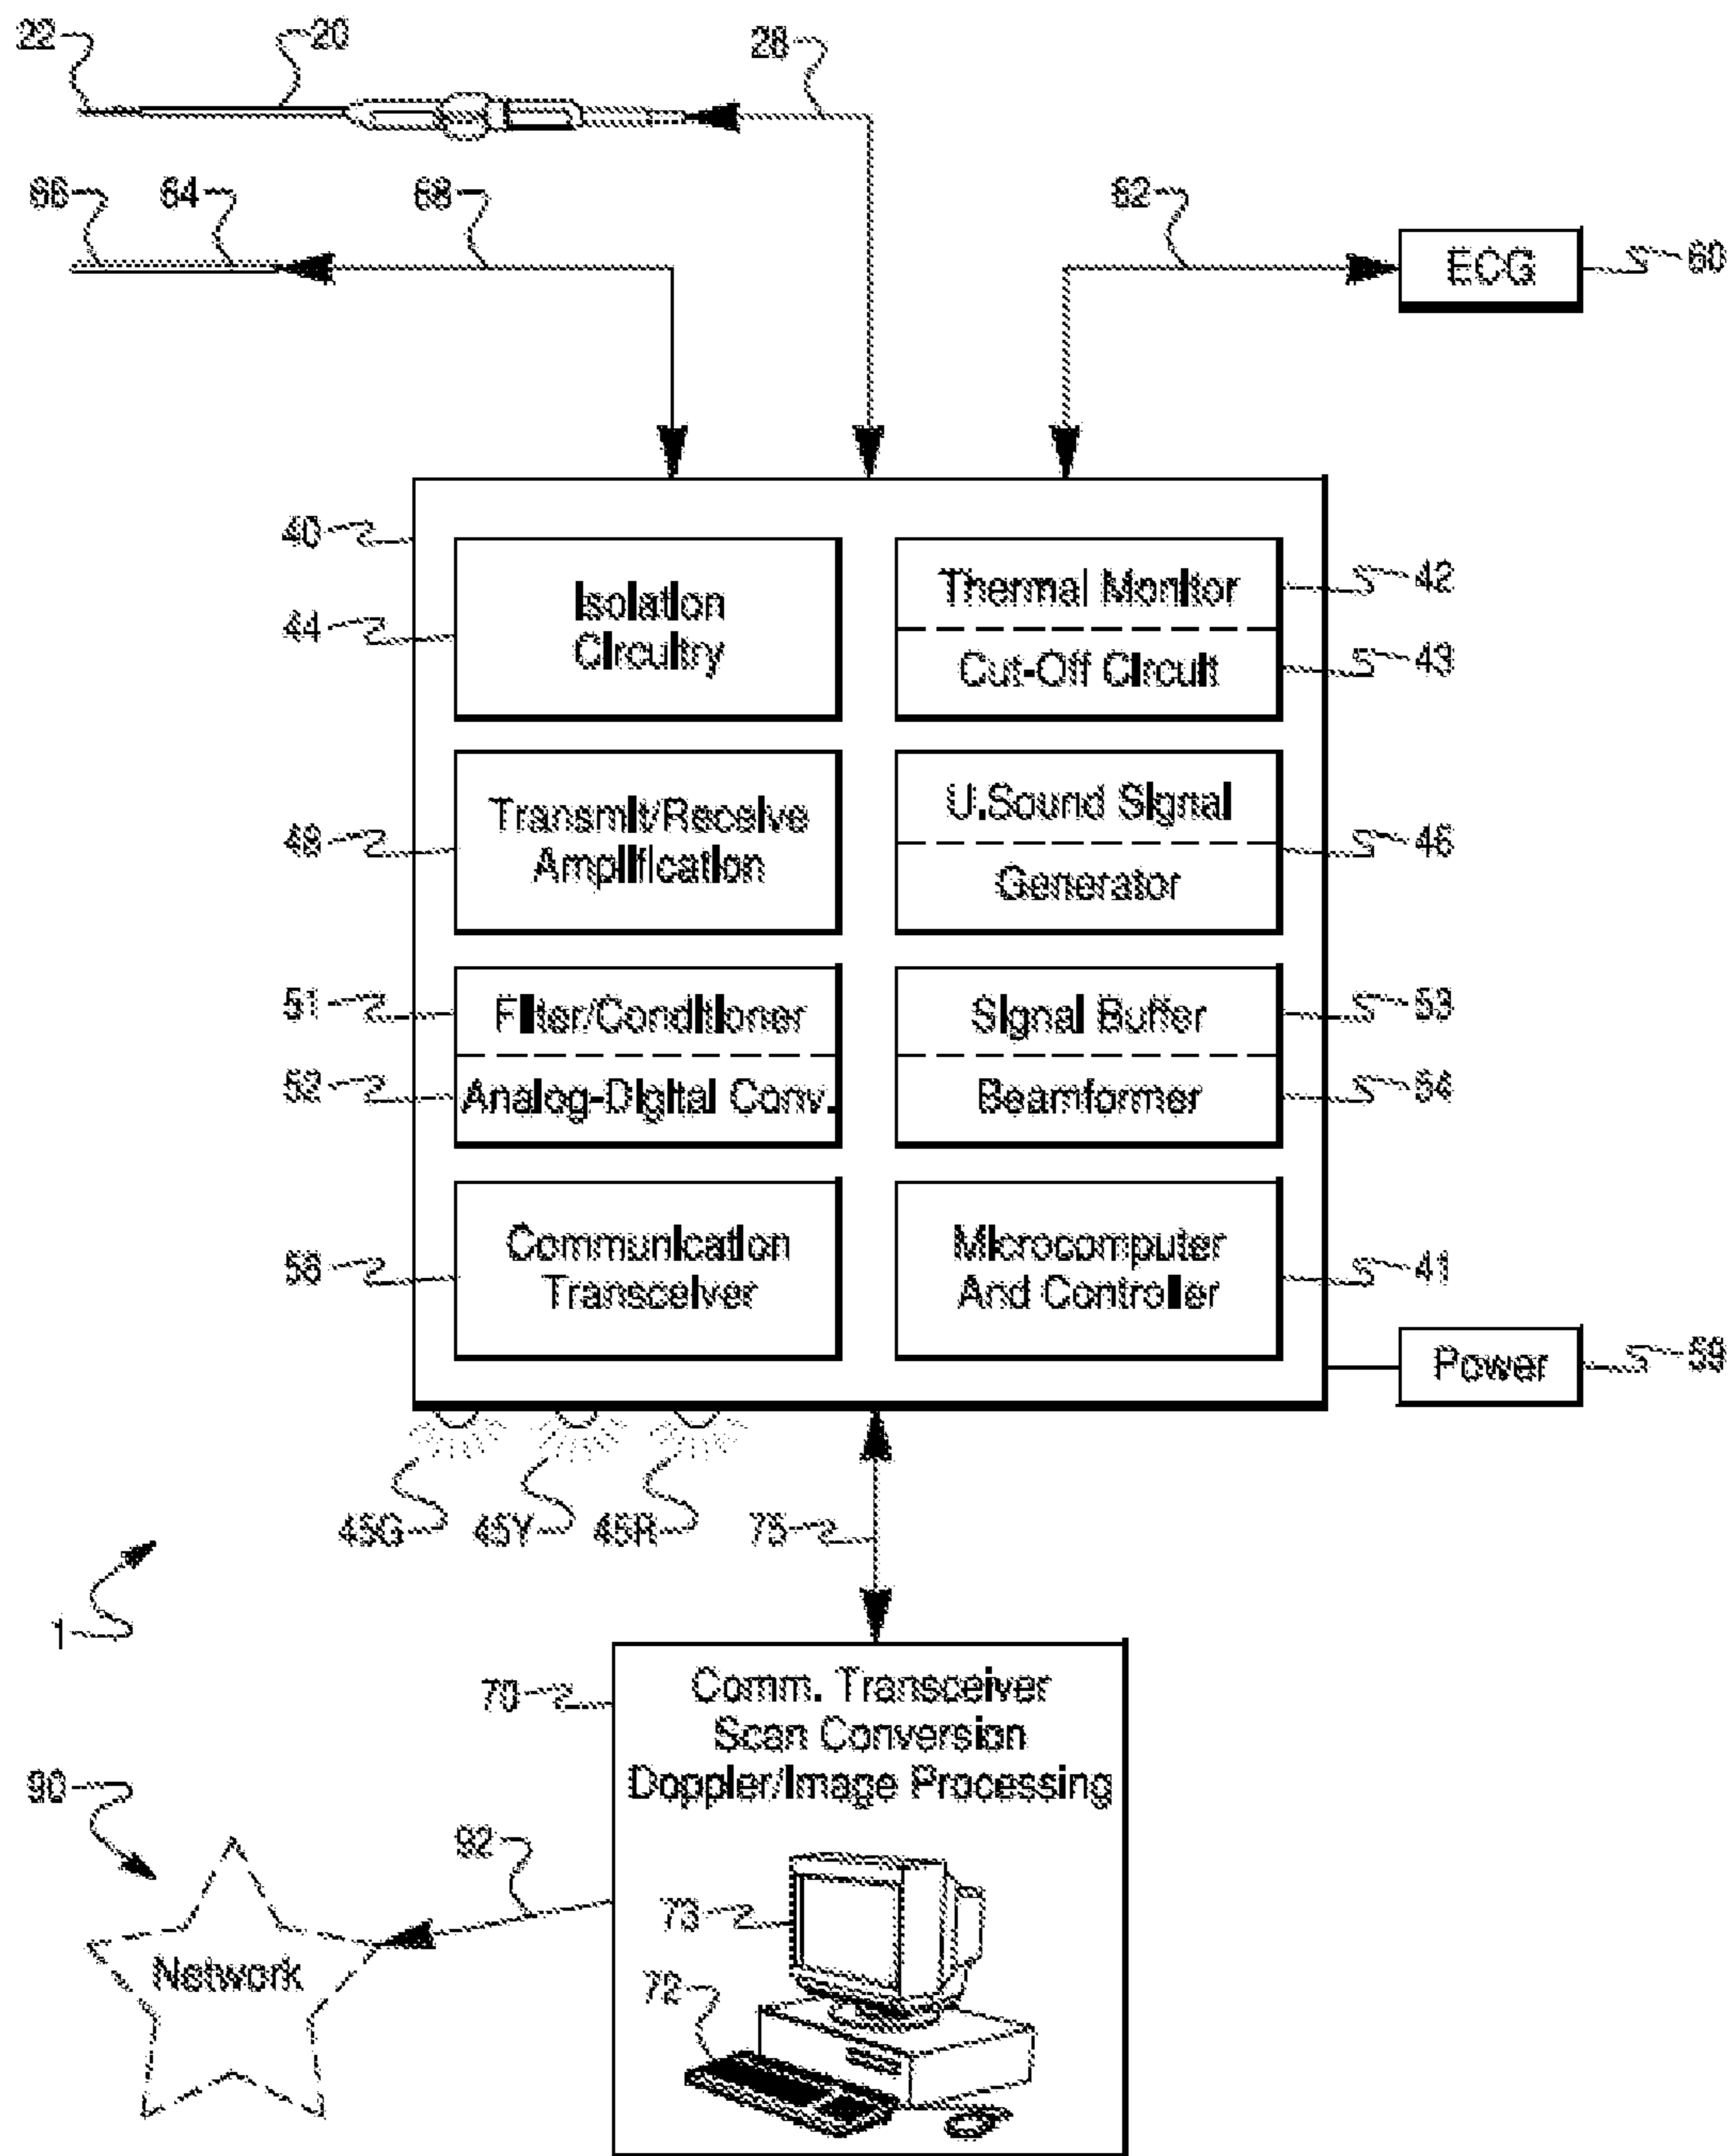 22
20
28
66
64
68
62
ECG
60
40
Isolation
Circuitry
44
Thermal Monitor
42
Cut-Off Circuit
43
Transmit/Receive
Amplification
U.Sound Signal
Generator
46
51
Filter/Conditioner
52
Analog-Digital Conv.
Signal Buffer
53
Beamformer
54
Communication
Transceiver
Microcomputer
And Controller
41
Power
59
45G
45Y
45R
75
1
70
Comm. Transceiver
Scan Conversion
Doppler/Image Processing
90
92
Network
73
72